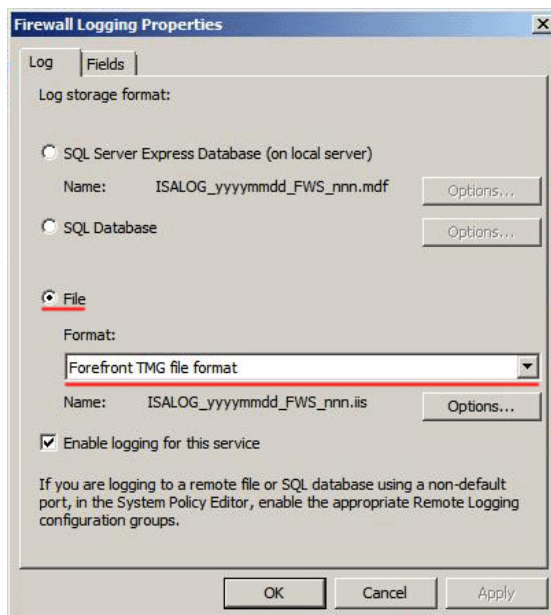 Firewall Logging Properties
Log
Fields
Log storage format:
SQL Server Express Database (on local server)
Name: ISALOG_yyyymmdd_FWS_nnn.mdf
Options...
SQL Database
Options...
File
Format:
Forefront TMG file format
Name: ISALOG_yyyymmdd_FWS_nnn.iis
Options...
Enable logging for this service
If you are logging to a remote file or SQL database using a non-default
port, in the System Policy Editor, enable the appropriate Remote Logging
configuration groups.
OK
Cancel
Apply